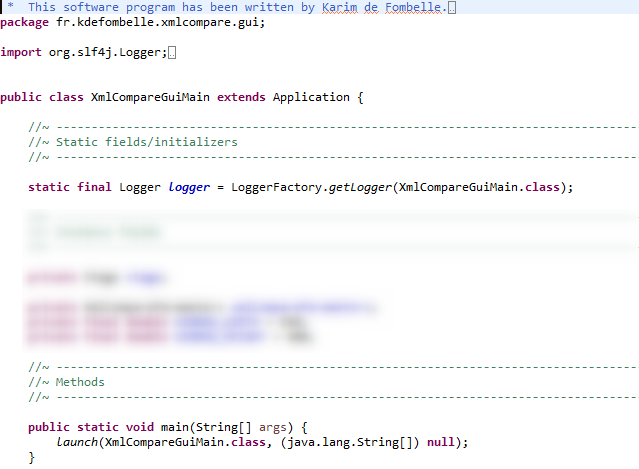 *  This software program has been written by Karim de Fombelle.
package fr.kdefombelle.xmlcompare.gui;
import org.slf4j.Logger;
public class XmlCompareGuiMain extends Application {
//~ ----------------------------------------------------------------------------------
//~ Static fields/initializers
//~ ----------------------------------------------------------------------------------
static final Logger logger = LoggerFactory.getLogger(XmlCompareGuiMain.class);
//~ ----------------------------------------------------------------------------------
//~ Methods
//~ ----------------------------------------------------------------------------------
public static void main(String[] args) {
launch(XmlCompareGuiMain.class, (java.lang.String[]) null);
}